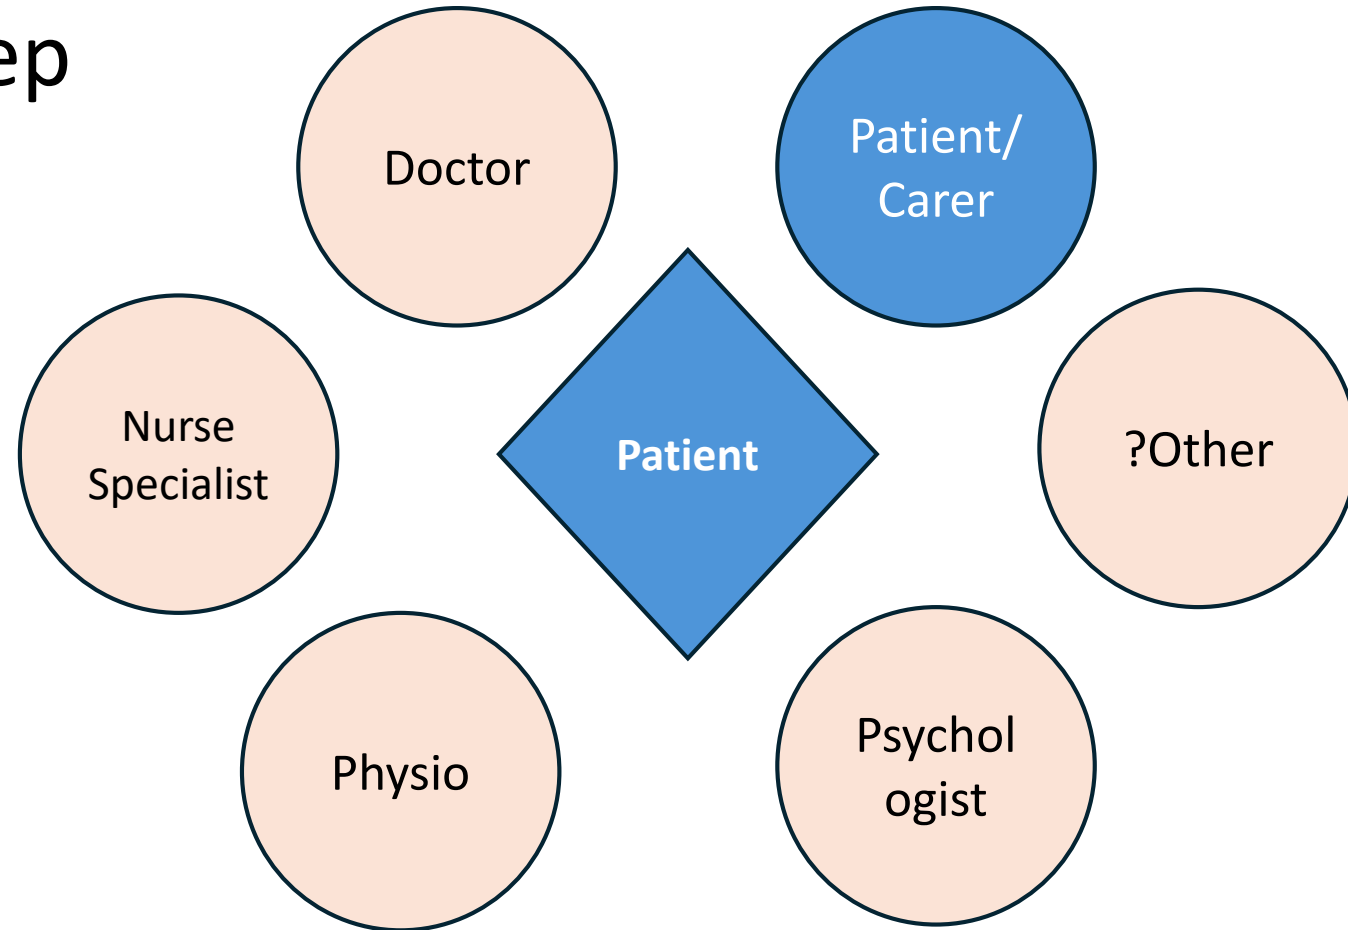 ep
Doctor
Patient/
Carer
Nurse
Specialist
Patient
?Other
Physio
Psychol
ogist